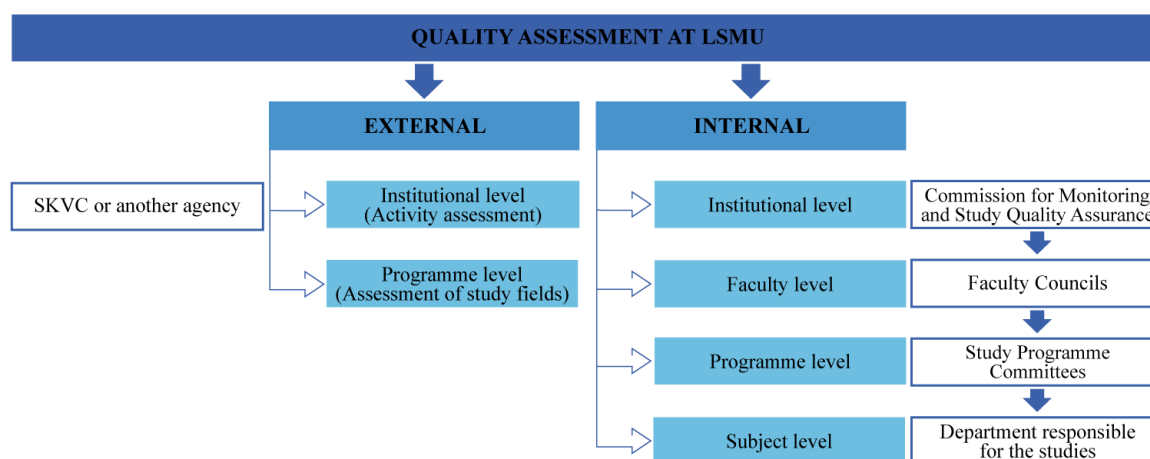 QUALITY ASSESSMENT AT LSMU
EXTERNAL
INTERNAL
SKVC or another agency
Institutional level
(Activity assessment)
Programme level
(Assessment of study fields)
Institutional level
Commission for Monitoring
and Study Quality Assurance
Faculty level
Faculty Councils
Programme level
Study Programme
Committees
Subject level
Department responsible
for the studies